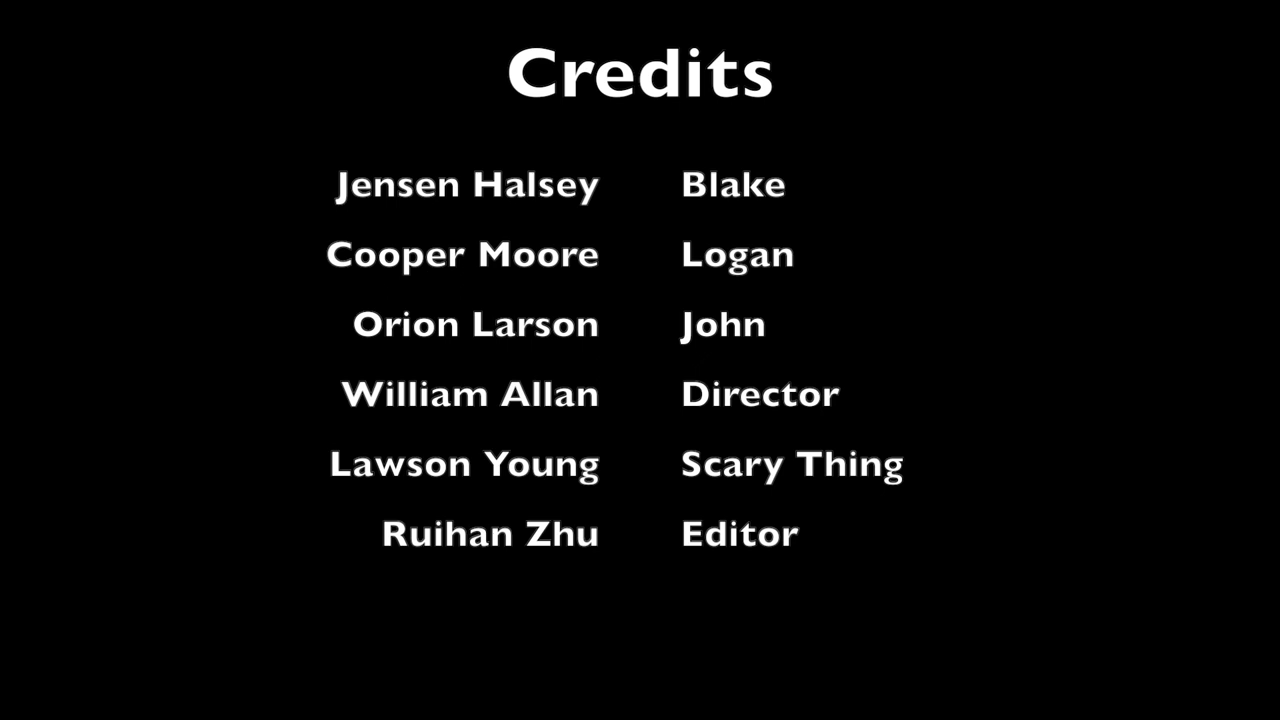 Credits
Jensen Halsey Blake
Cooper Moore Logan
Orion Larson John
William Allan Director
Lawson Young Scary Thing
Ruihan Zhu Editor